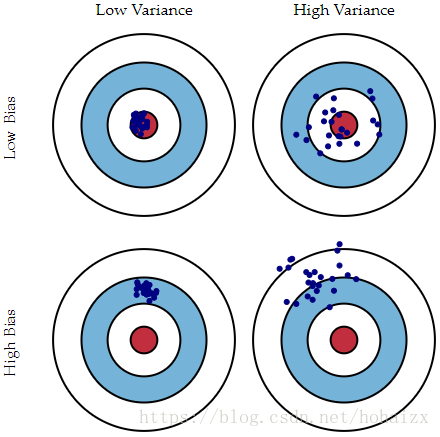 Low Variance
High Variance
Low Bias
High Bias
https://blog.csdn.net/hohaizx